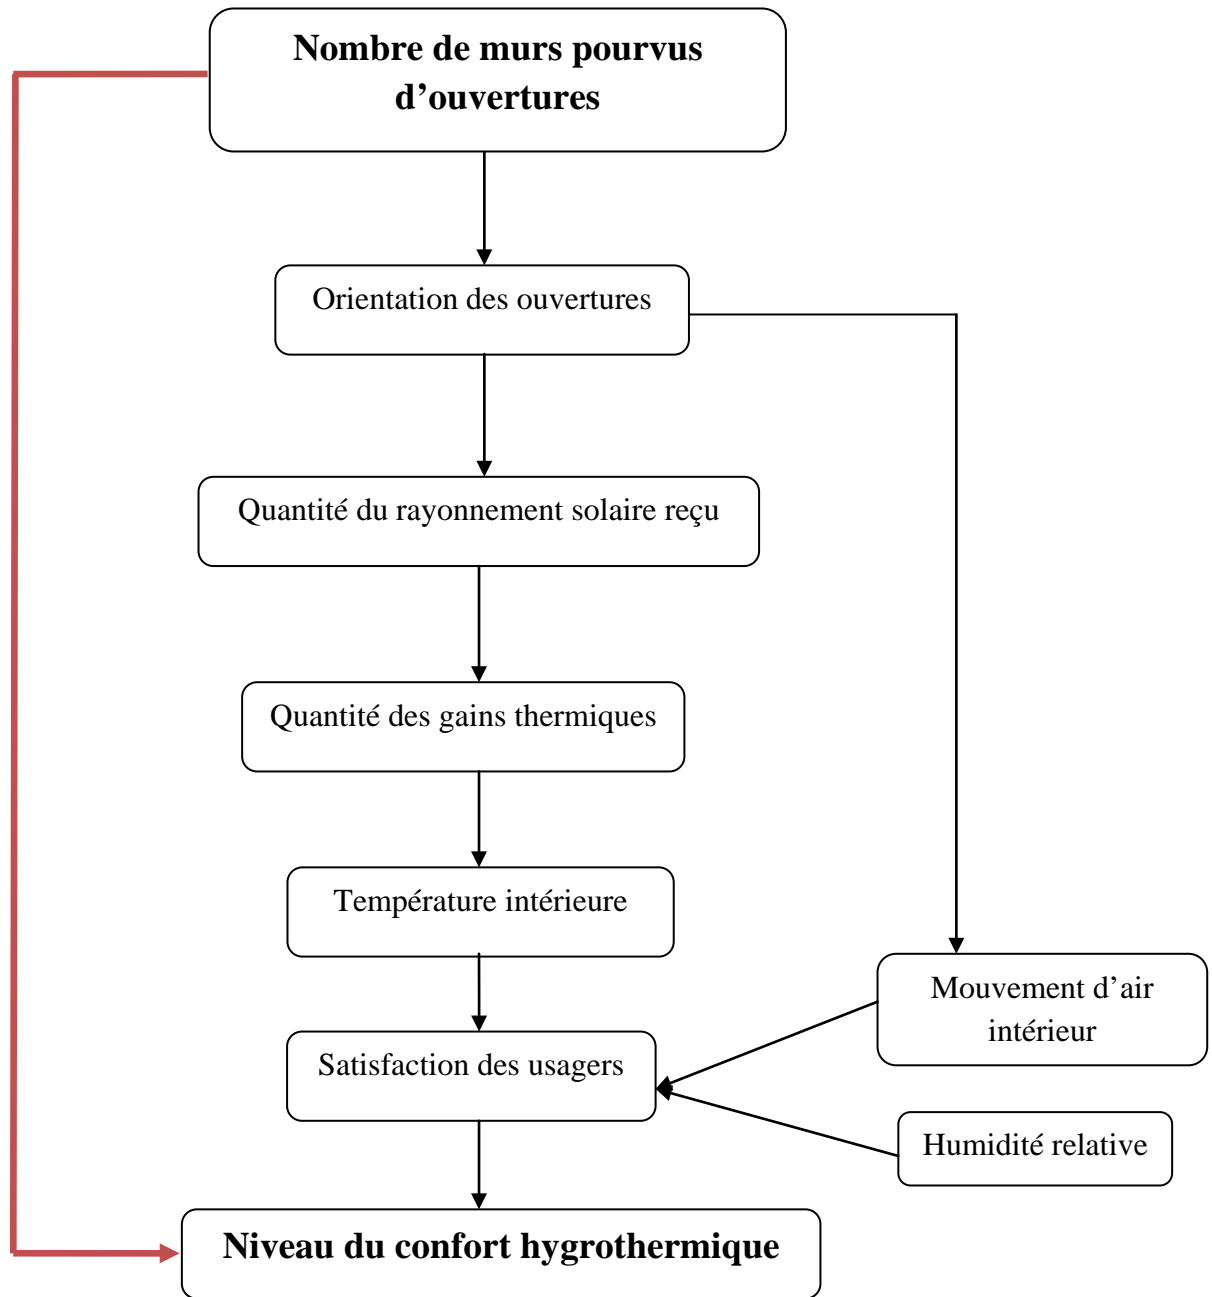 Nombre de murs pourvus
d’ouvertures
Orientation des ouvertures
Quantité du rayonnement solaire reçu
Quantité des gains thermiques
Température intérieure
Mouvement d’air
intérieur
Satisfaction des usagers
Humidité relative
Niveau du confort hygrothermique